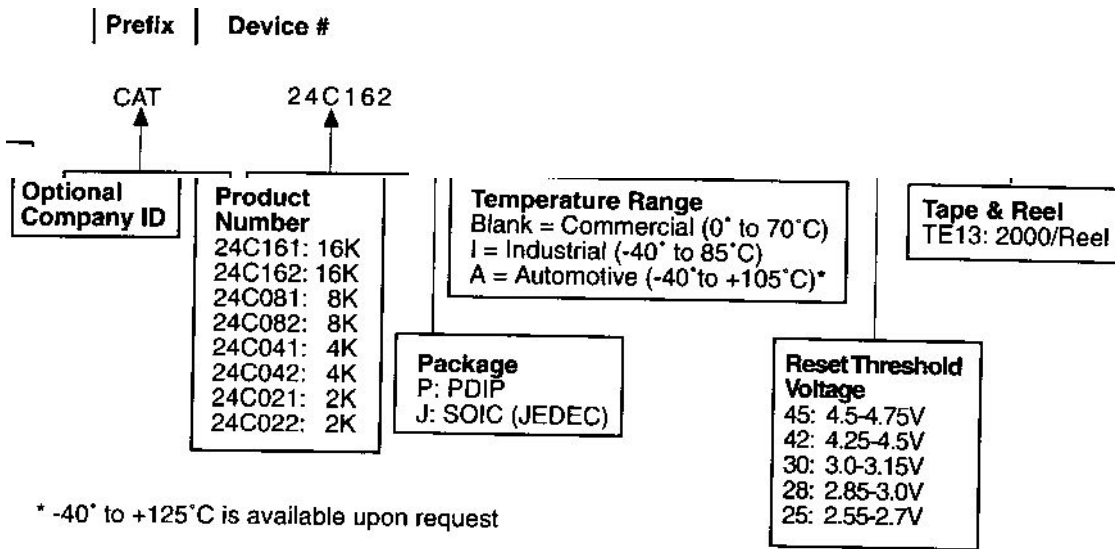 Prefix Device #
CAT 24C162
Optional
Company ID
Product
Number
24C161: 16K
24C162: 16K
24C081: 8K
24C082: 8K
24C041: 4K
24C042: 4K
24C021: 2K
24C022: 2K
Package
P: PDIP
J: SOIC (JEDEC)
Temperature Range
Blank = Commercial (0˚ to 70˚C)
I = Industrial (-40˚ to 85˚C)
A = Automotive (-40˚to +105˚C)*
Reset Threshold
Voltage
45: 4.5-4.75V
42: 4.25-4.5V
30: 3.0-3.15V
28: 2.85-3.0V
25: 2.55-2.7V
Tape & Reel
TE13: 2000/Reel
* -40˚ to +125˚C is available upon request